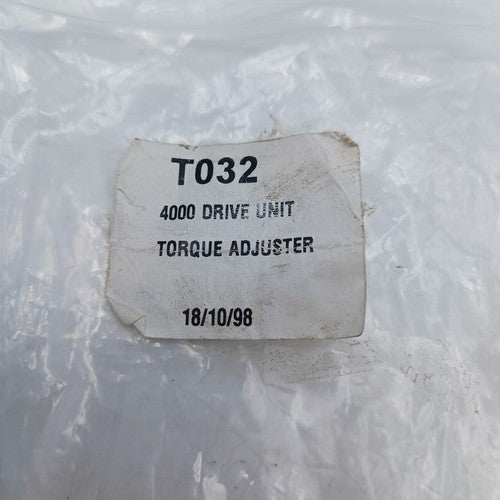 T032
4000 DRIVE UNIT
TORQUE ADJUSTER
18/10/98